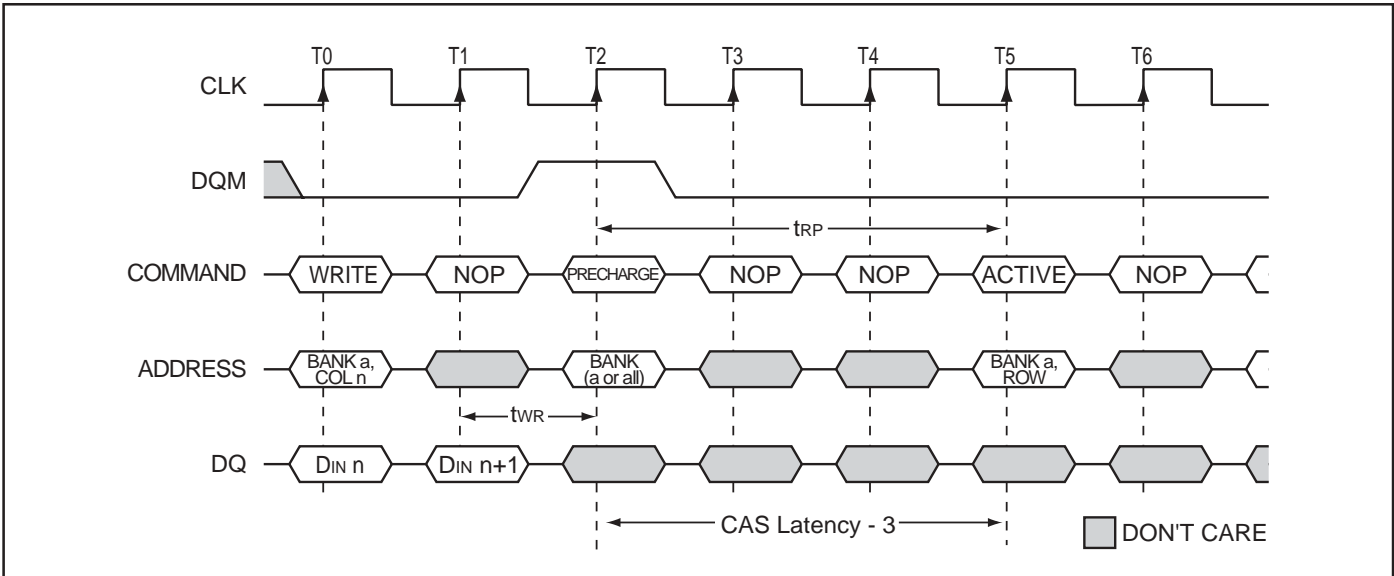 T0 T1 T2 T3 T4 T5 T6
CLK
DQM
tRP
COMMAND WRITE NOP PRECHARGE NOP NOP ACTIVE NOP
ADDRESS BANK a, COL n BANK (a or all) BANK a, ROW
tWR
DQ DIN n DIN n+1
CAS Latency - 3
DON'T CARE